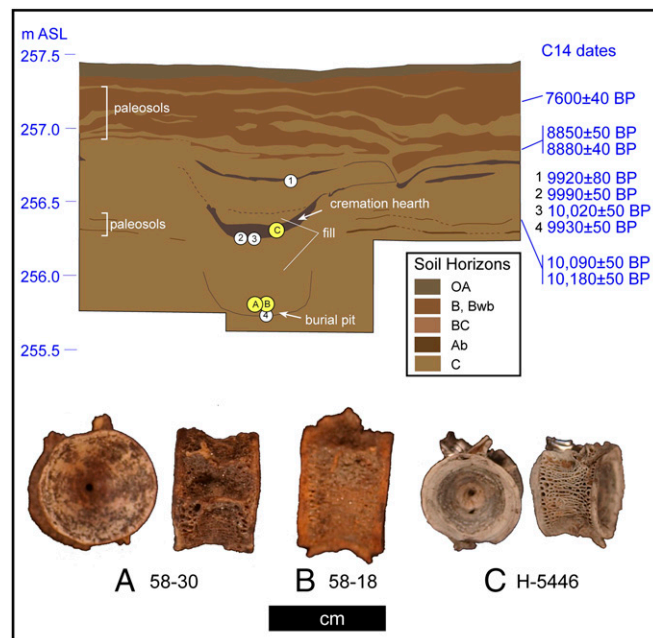 m ASL
257.5
257.0
256.5
256.0
255.5
C14 dates
7600±40 BP
8850±50 BP
8880±40 BP
1 9920±80 BP
2 9990±50 BP
3 10,020±50 BP
4 9930±50 BP
10,090±50 BP
10,180±50 BP
paleosols
1
cremation hearth
paleosols
2 3 C
fill
A B
4
burial pit
Soil Horizons
OA
B, Bwb
BC
Ab
C
A 58-30
B 58-18
C H-5446
cm